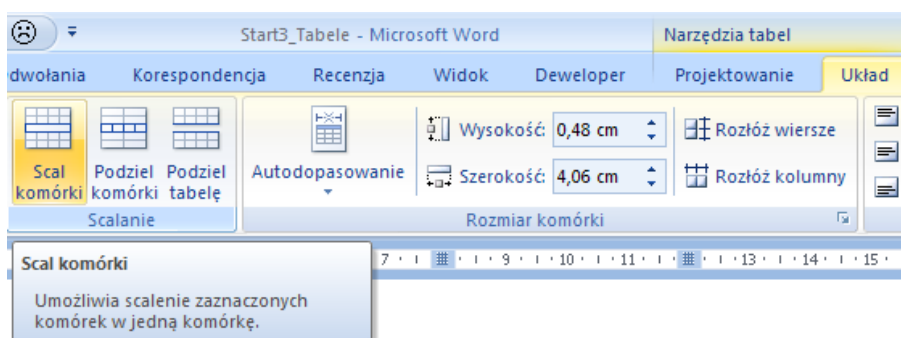 Start3_Tabele - Microsoft Word Narzędzia tabel
dwołania Korespondencja Recenzja Widok Deweloper Projektowanie Układ
Wysokość: 0,48 cm Rozłóż wiersze
Scal komórki Podziel komórki Podziel tabelę Autodopasowanie Szerokość: 4,06 cm Rozłóż kolumny
Scalanie Rozmiar komórki
7 9 10 11 13 14 15
Scal komórki
Umożliwia scalenie zaznaczonych
komórek w jedną komórkę.